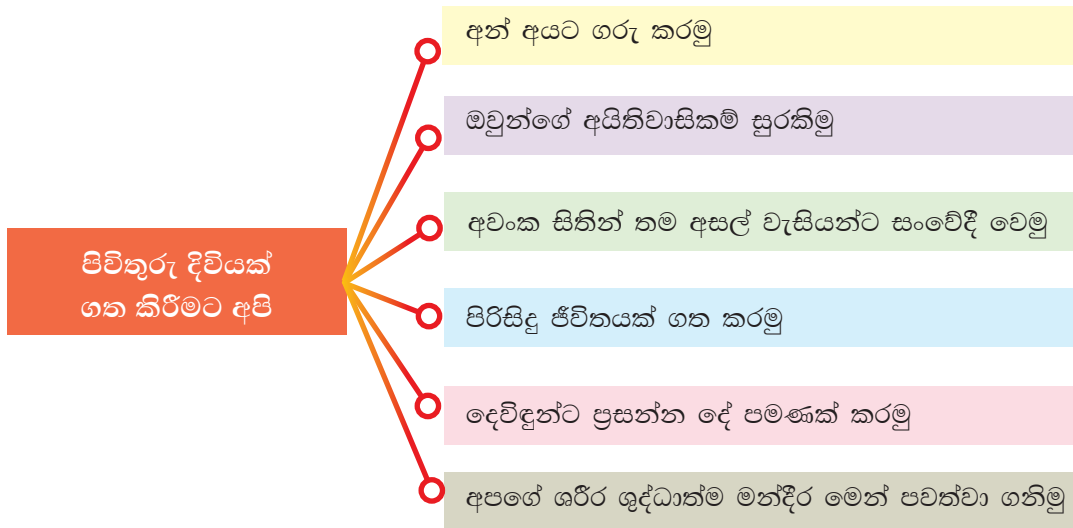 පිවිතුරු දිවියක්
ගත කිරීමට අපි
අන් අයට ගරු කරමු
ඔවුන්ගේ අයිතිවාසිකම් සුරකිමු
අවංක සිතින් තම අසල් වැසියන්ට සංවේදී වෙමු
පිරිසිදු ජීවිතයක් ගත කරමු
දෙවිඳුන්ට ප්‍රසන්න දේ පමණක් කරමු
අපගේ ශරීර ශුද්ධාත්ම මන්දිර මෙන් පවත්වා ගනිමු